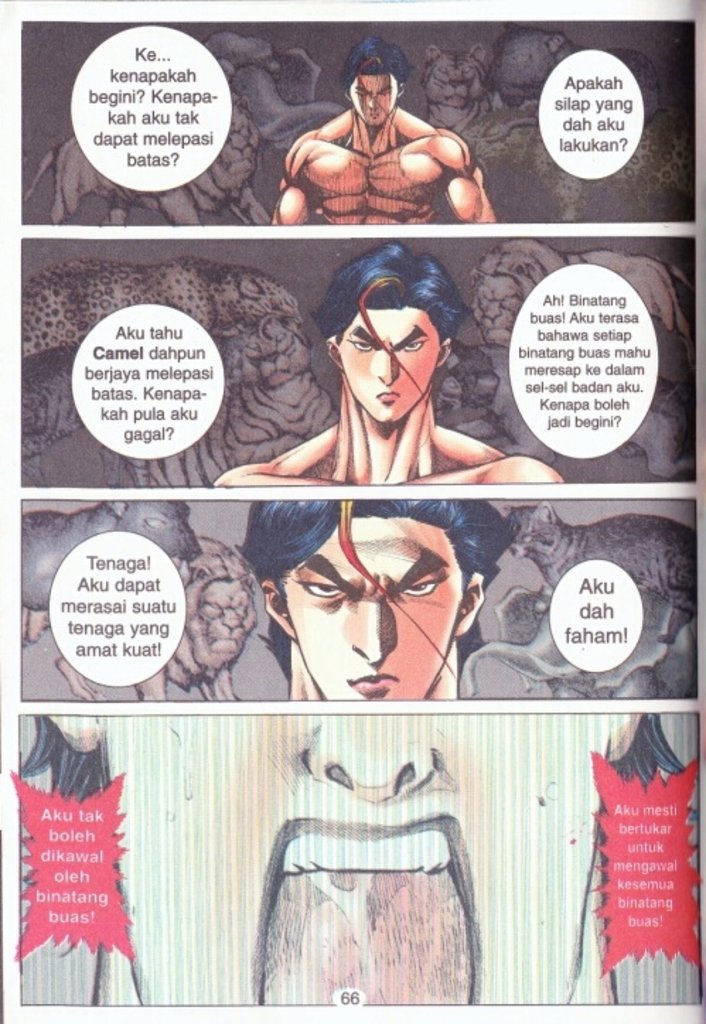 Ke...
kenapakah
begini? Kenapa-
kah aku tak
dapat melepasi
batas?
Apakah
silap yang
dah aku
lakukan?
Aku tahu
Camel dahpun
berjaya melepasi
batas. Kenapa-
kah pula aku
gagal?
Ah! Binatang
buas! Aku terasa
bahawa setiap
binatang buas mahu
meresap ke dalam
sel-sel badan aku.
Kenapa boleh
jadi begini?
Tenaga!
Aku dapat
merasai suatu
tenaga yang
amat kuat!
Aku
dah
faham!
Aku tak
boleh
dikawal
oleh
binatang
buas!
Aku mesti
bertukar
untuk
mengawal
kesemua
binatang
buas!
66